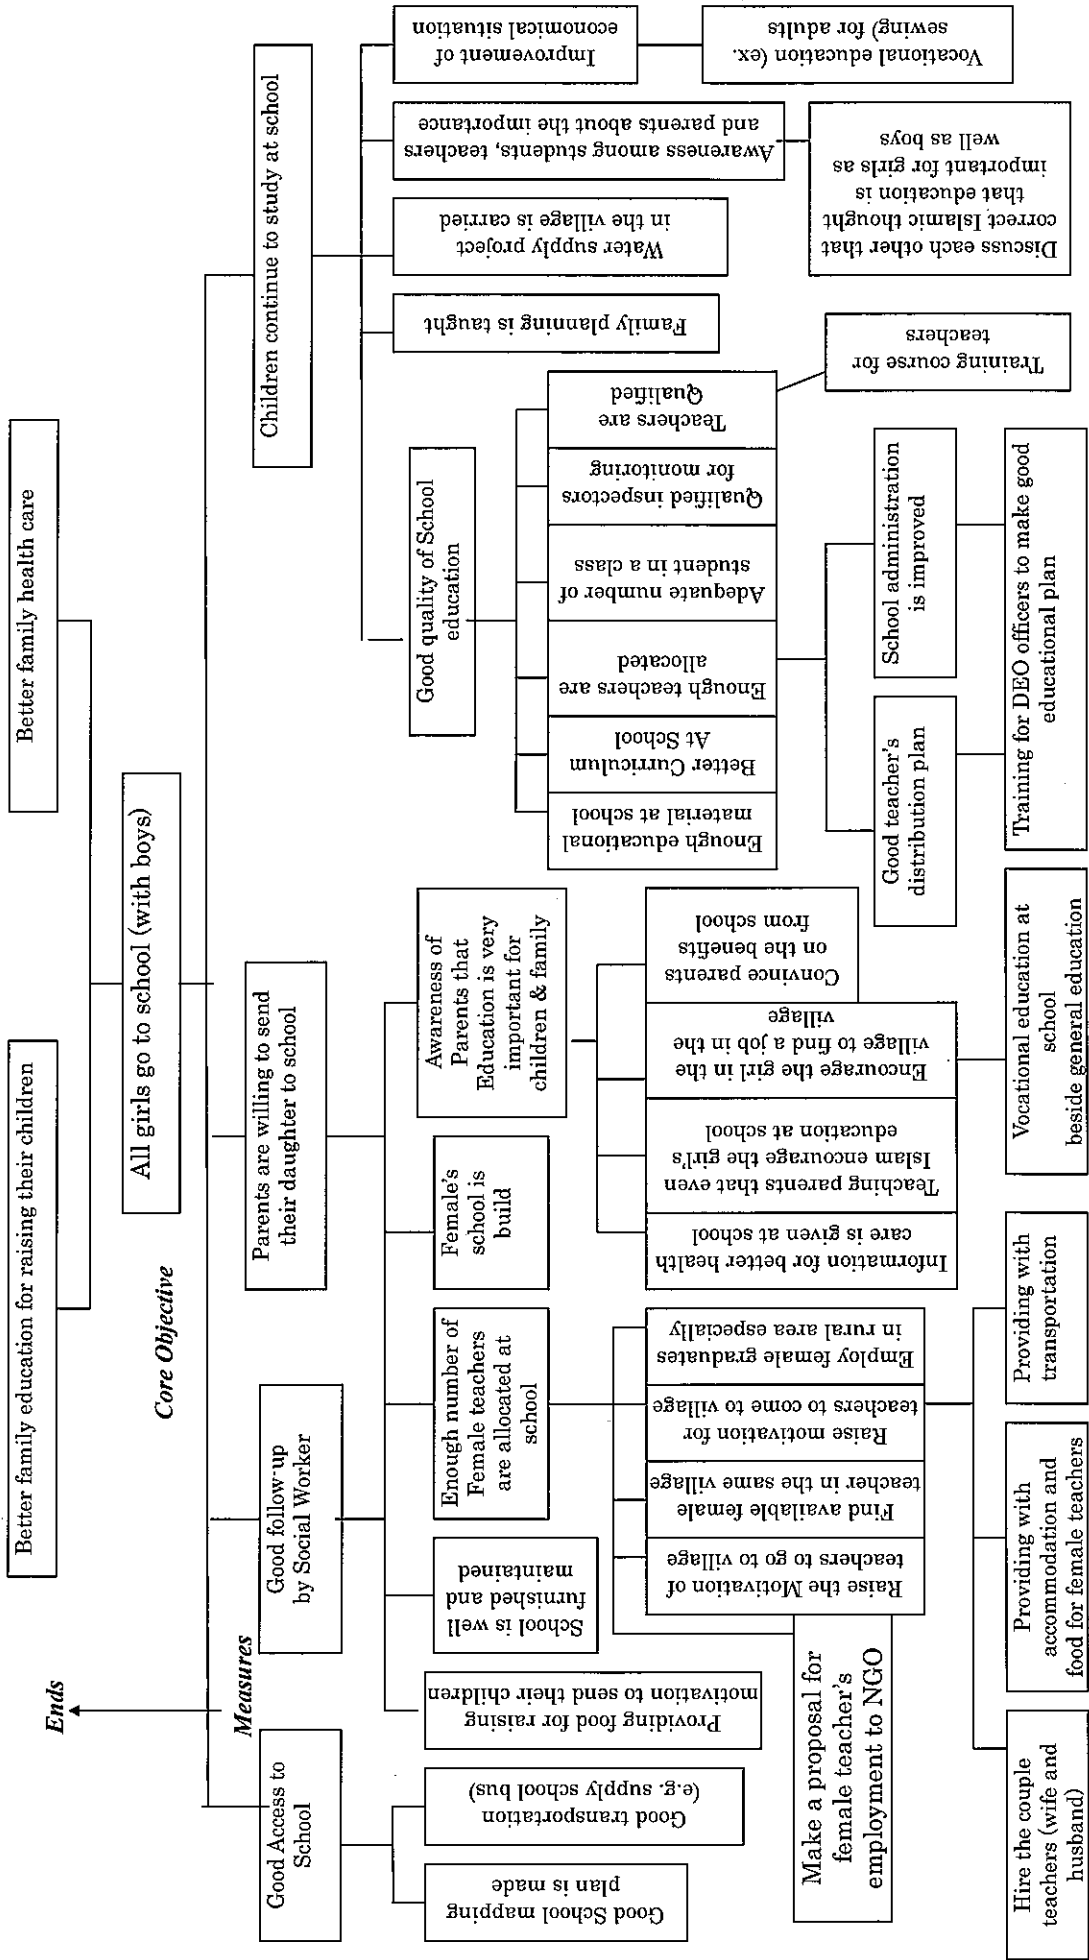 Ends
Better family education for raising their children
Better family health care
Core Objective
All girls go to school (with boys)
Measures
Good Access to
School
Good follow-up
by Social Worker
Parents are willing to send
their daughter to school
Children continue to study at school
Good School mapping
plan is made
Good transportation
(e.g. supply school bus)
Providing food for raising
motivation to send their children
School is well
furnished and
maintained
Enough number of
Female teachers
are allocated at
school
Female's
school is
build
Awareness of
Parents that
Education is very
important for
children & family
Good quality of School
education
Family planning is taught
Water supply project
in the village is carried
Awareness among students, teachers
and parents about the importance
Improvement of
economical situation
Make a proposal for
female teacher's
employment to NGO
Raise the Motivation of
teachers to go to village
Find available female
teacher in the same village
Raise motivation for
teachers to come to village
Employ female graduates
in rural area especially
Information for better health
care is given at school
Teaching parents that even
Islam encourage the girl's
education at school
Encourage the girl in the
village to find a job in the
village
Convince parents
on the benefits
from school
Enough educational
material at school
Better Curriculum
At School
Enough teachers are
allocated
Adequate number of
student in a class
Qualified inspectors
for monitoring
Teachers are
Qualified
Training course for
teachers
Discuss each other that
correct Islamic thought
that education is
important for girls as
well as boys
Vocational education (ex.
sewing) for adults
Good teacher's
distribution plan
School administration
is improved
Hire the couple
teachers (wife and
husband)
Providing with
accommodation and
food for female teachers
Providing with
transportation
Vocational education at
school
beside general education
Training for DEO officers to make good
educational plan